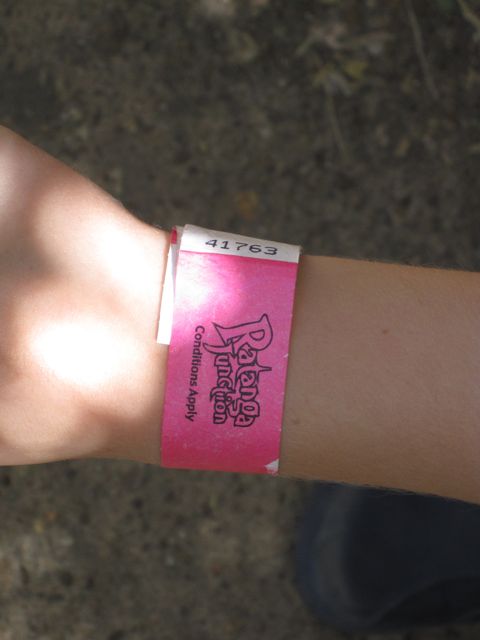 41763
Ratanga
Junction
Conditions Apply